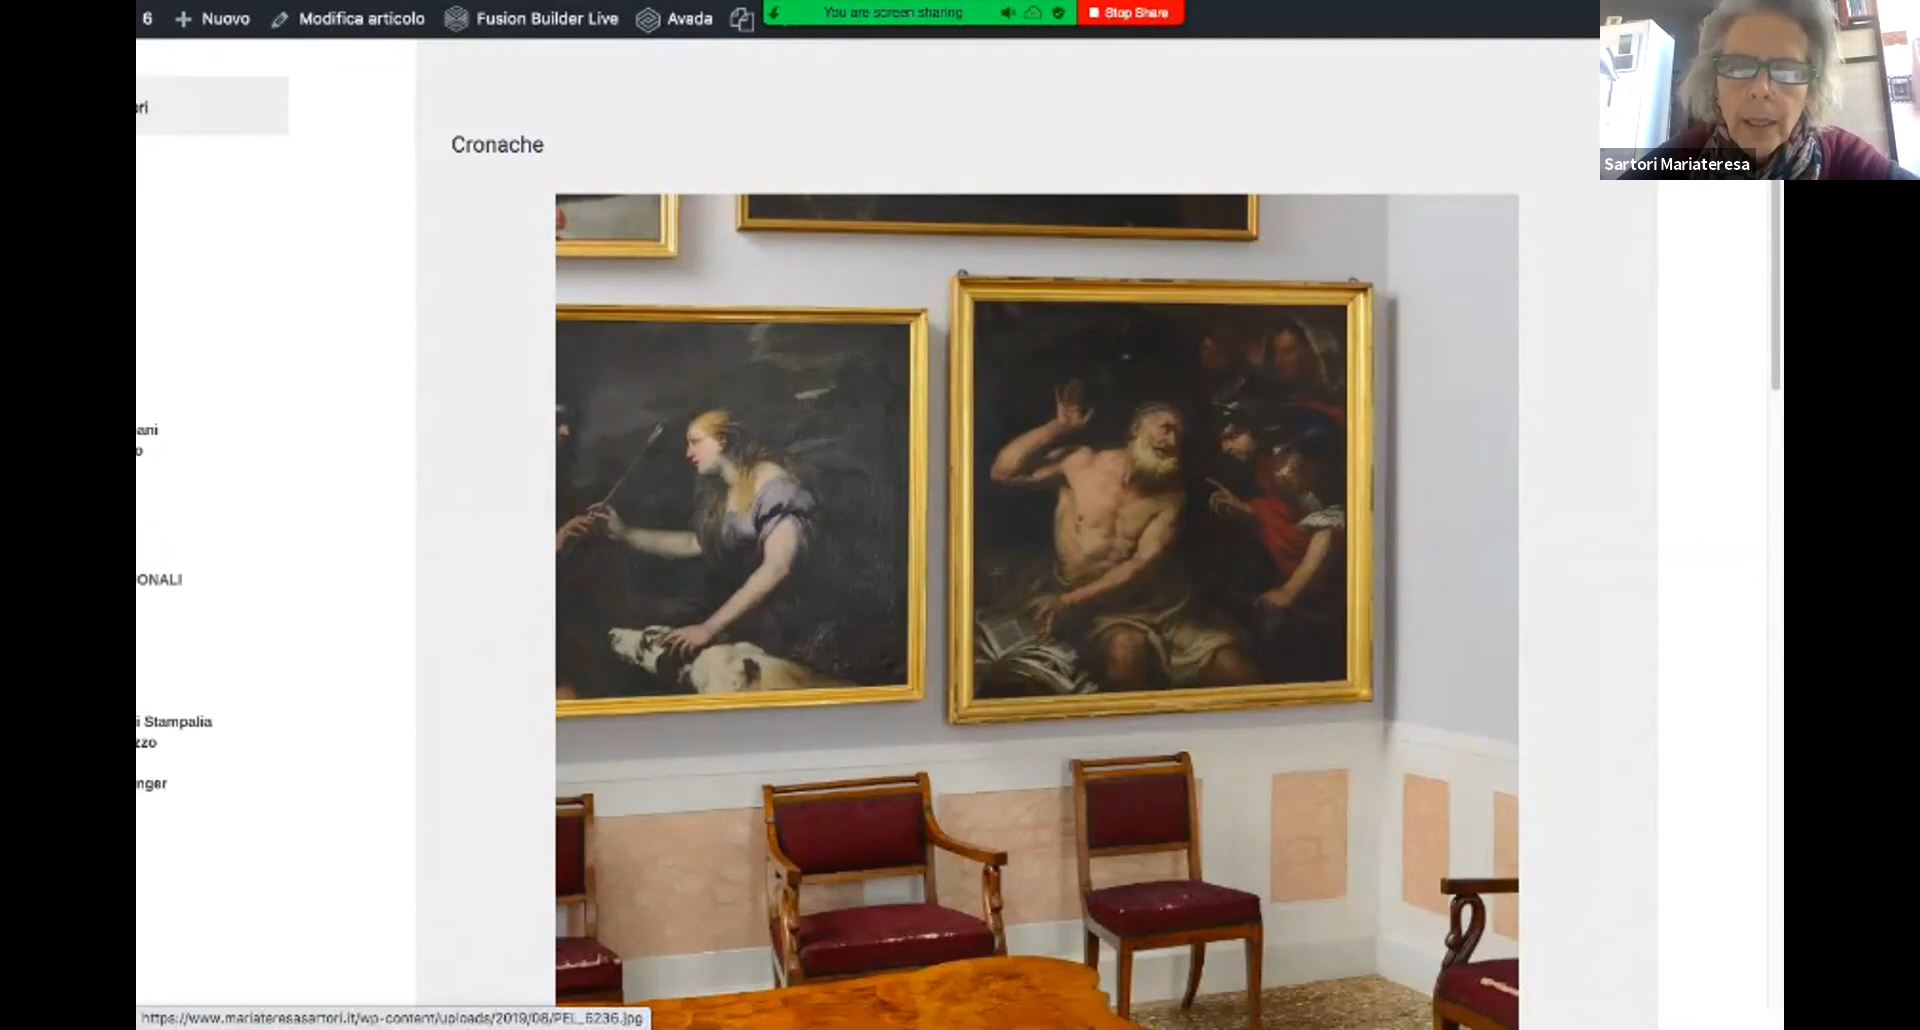 6 Nuovo Modifica articolo Fusion Builder Live Avada You are screen sharing Stop Share
Sartori Mariateresa
ri
Cronache
ani
o
ONALI
i Stampalia
zzo
nger
https://www.mariateresasartori.it/wp-content/uploads/2019/08/PEL_6236.jpg